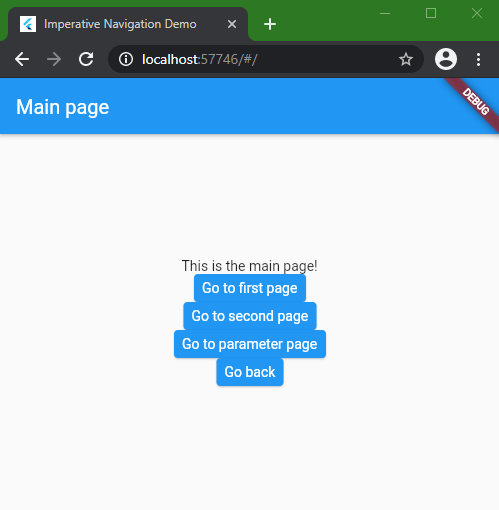 Imperative Navigation Demo
localhost:57746/#/
Main page
DEBUG
This is the main page!
Go to first page
Go to second page
Go to parameter page
Go back